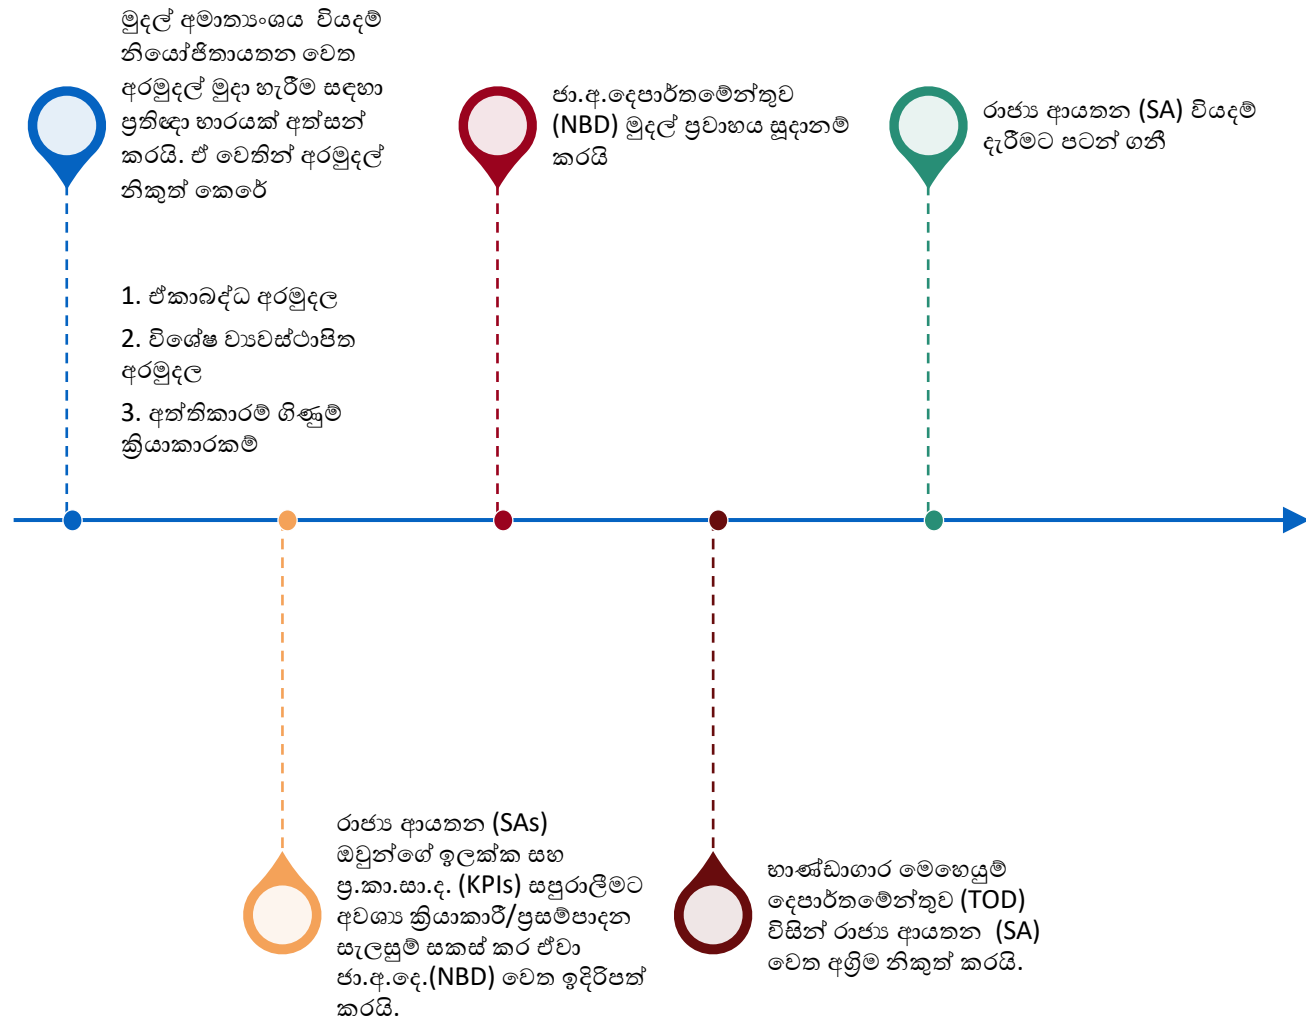 මුදල් අමාත්‍යංශය වියදම්
නියෝජිතායතන වෙත
අරමුදල් මුදා හැරීම සඳහා
ප්‍රතිඥා භාරයක් අත්සන්
කරයි. ඒ වෙතින් අරමුදල්
නිකුත් කෙරේ
1. ඒකාබද්ධ අරමුදල
2. විශේෂ ව්‍යවස්ථාපිත
අරමුදල
3. අත්තිකාරම් ගිණුම්
ක්‍රියාකාරකම්
ජා.අ.දෙපාර්තමේන්තුව
(NBD) මුදල් ප්‍රවාහය සූදානම්
කරයි
රාජ්‍ය ආයතන (SA) වියදම්
දැරීමට පටන් ගනී
රාජ්‍ය ආයතන (SAs)
ඔවුන්ගේ ඉලක්ක සහ
ප්‍ර.කා.සා.ද. (KPIs) සපුරාලීමට
අවශ්‍ය ක්‍රියාකාරී/ප්‍රසම්පාදන
සැලසුම් සකස් කර ඒවා
ජා.අ.දෙ.(NBD) වෙත ඉදිරිපත්
කරයි.
භාණ්ඩාගාර මෙහෙයුම්
දෙපාර්තමේන්තුව (TOD)
විසින් රාජ්‍ය ආයතන (SA)
වෙත අග්‍රිම නිකුත් කරයි.